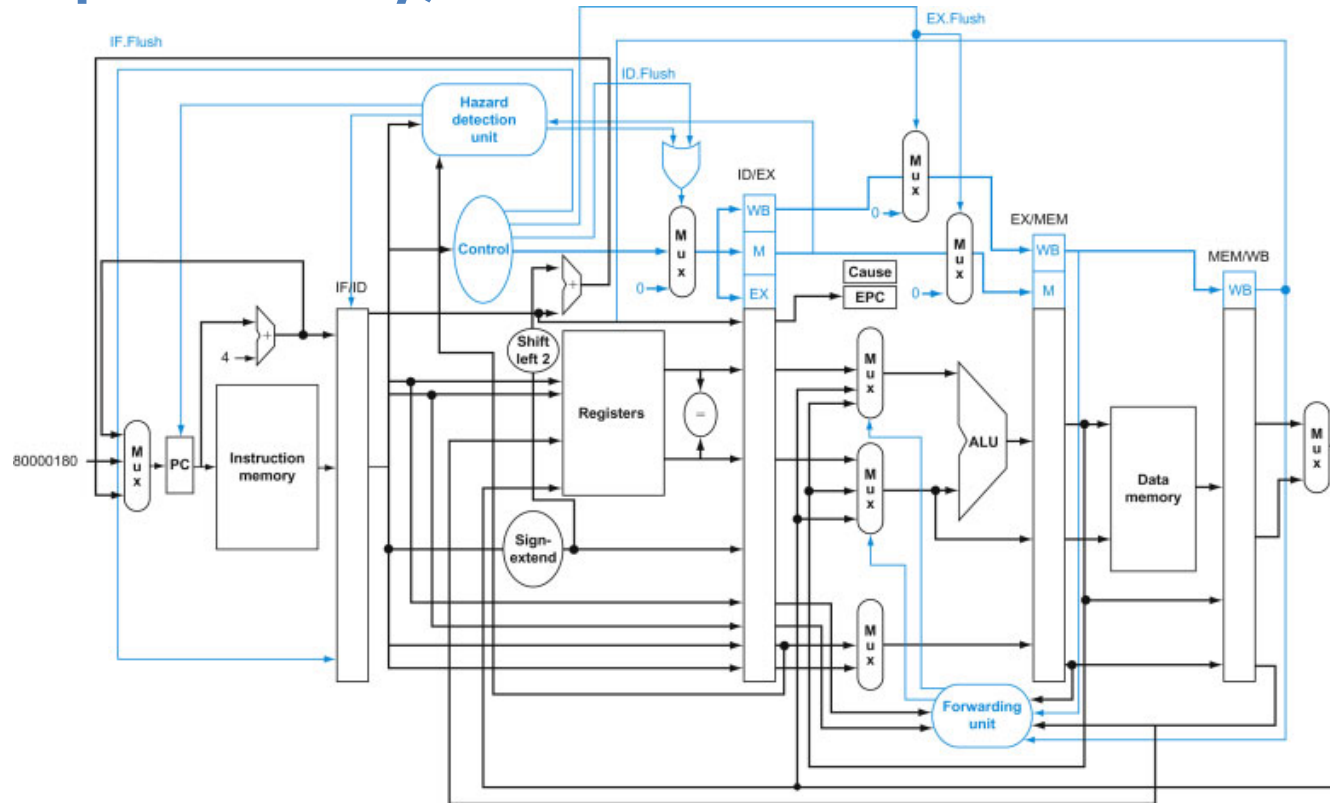 IF.Flush
EX.Flush
ID.Flush
Hazard
detection
unit
M
u
x
ID/EX
WB
M
EX
Control
M
u
x
0
0
M
u
x
0
EX/MEM
WB
M
MEM/WB
WB
Cause
EPC
IF/ID
+
+
4
Shift
left 2
Registers
=
M
u
x
ALU
M
u
x
80000180
M
u
x
PC
Instruction
memory
Data
memory
M
u
x
Sign-
extend
M
u
x
Forwarding
unit